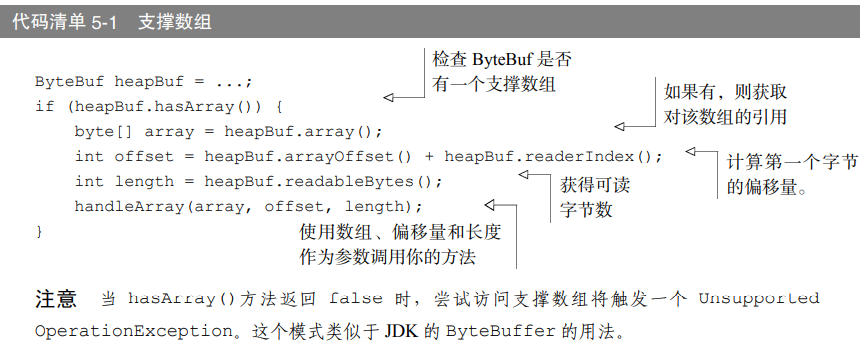 代码清单 5-1 支撑数组
检查 ByteBuf 是否
有一个支撑数组
ByteBuf heapBuf = ...;
if (heapBuf.hasArray()) {
如果有，则获取
对该数组的引用
byte[] array = heapBuf.array();
int offset = heapBuf.arrayOffset() + heapBuf.readerIndex();
计算第一个字节
的偏移量。
int length = heapBuf.readableBytes();
获得可读
字节数
handleArray(array, offset, length);
}
使用数组、偏移量和长度
作为参数调用你的方法
注意 当 hasArray()方法返回 false 时，尝试访问支撑数组将触发一个 Unsupported
OperationException。这个模式类似于 JDK 的 ByteBuffer 的用法。